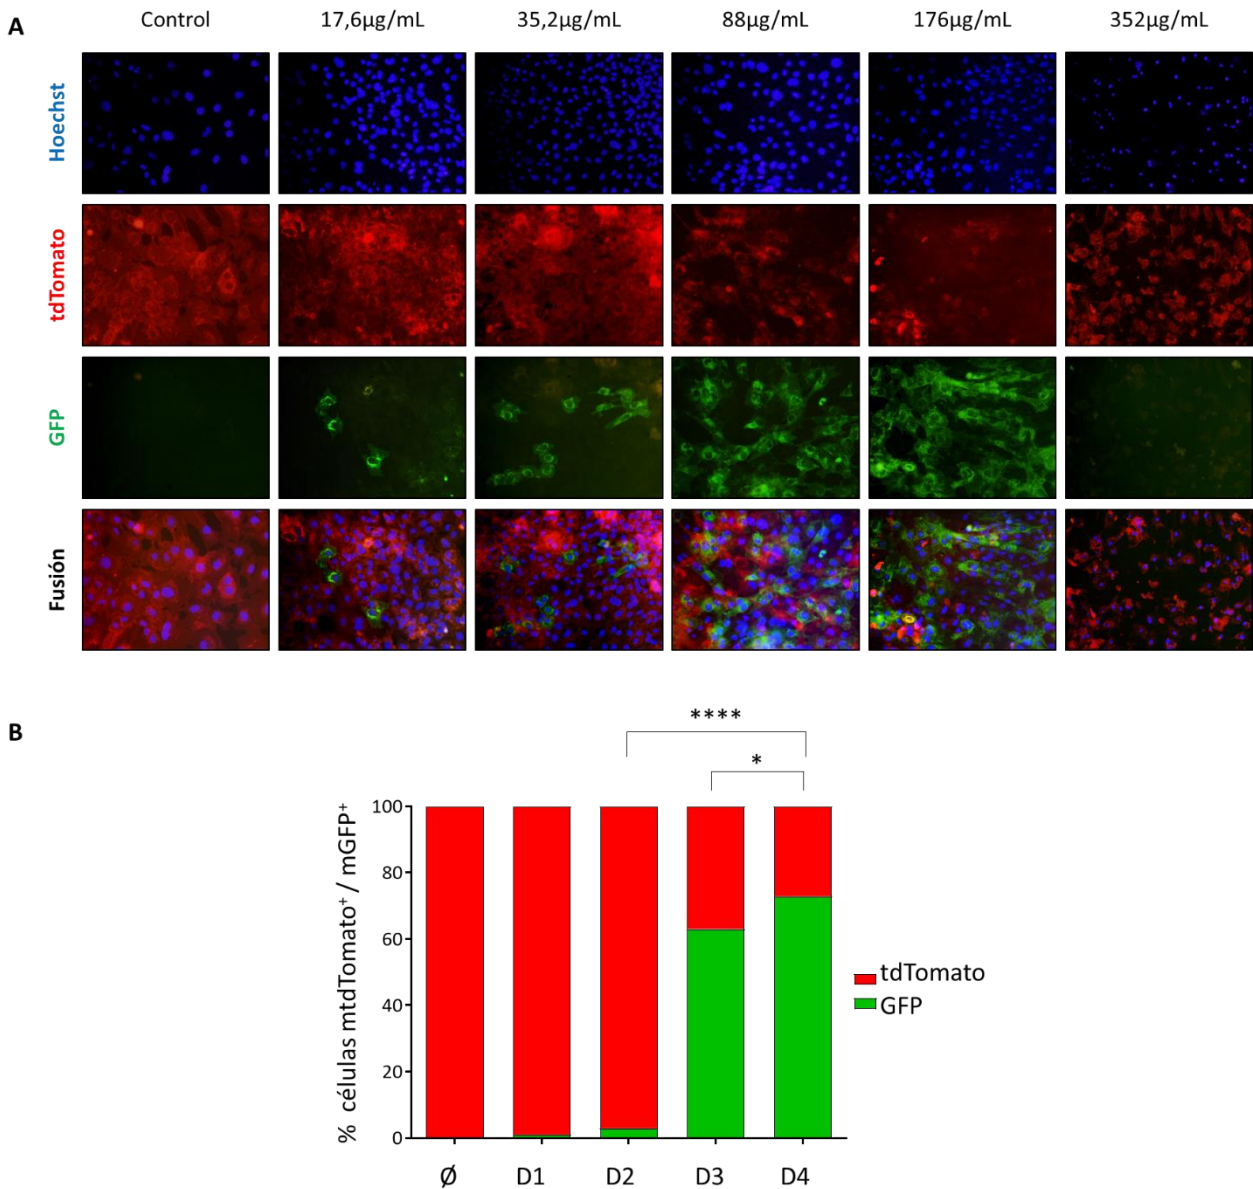 A
Control 17,6µg/mL 35,2µg/mL 88µg/mL 176µg/mL 352µg/mL
Hoechst
tdTomato
GFP
Fusión
B
****
*
% células mtdTomato⁺ / mGFP⁺
100
80
60
40
20
0
Ø D1 D2 D3 D4
tdTomato
GFP